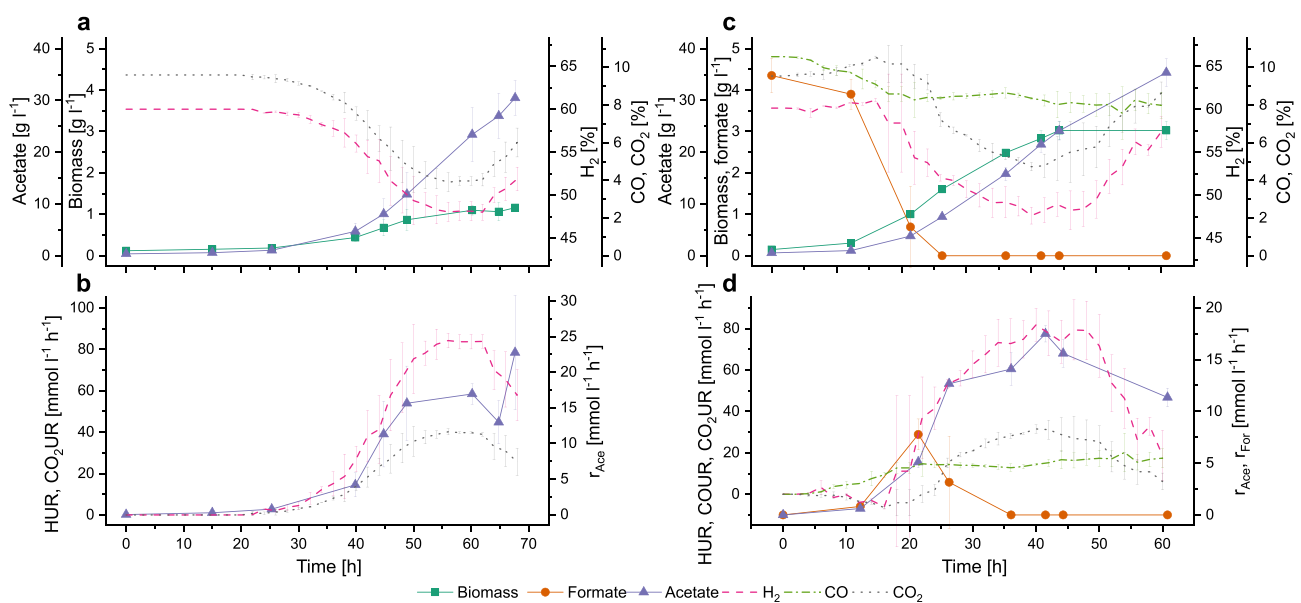 a
Acetate [g l⁻¹]
Biomass [g l⁻¹]
H₂ [%]
CO, CO₂ [%]
40 30 20 10 0
5 4 3 2 1 0
65 60 55 50 45
10 8 6 4 2 0
c
Acetate [g l⁻¹]
Biomass, formate [g l⁻¹]
H₂ [%]
CO, CO₂ [%]
40 30 20 10 0
5 4 3 2 1 0
65 60 55 50 45
10 8 6 4 2 0
b
HUR, CO₂UR [mmol l⁻¹ h⁻¹]
r_Ace [mmol l⁻¹ h⁻¹]
100 80 60 40 20 0
30 25 20 15 10 5 0
0 10 20 30 40 50 60 70
Time [h]
d
HUR, COUR, CO₂UR [mmol l⁻¹ h⁻¹]
r_Ace, r_For [mmol l⁻¹ h⁻¹]
80 60 40 20 0
20 15 10 5 0
0 10 20 30 40 50 60
Time [h]
Biomass Formate Acetate H₂ CO CO₂